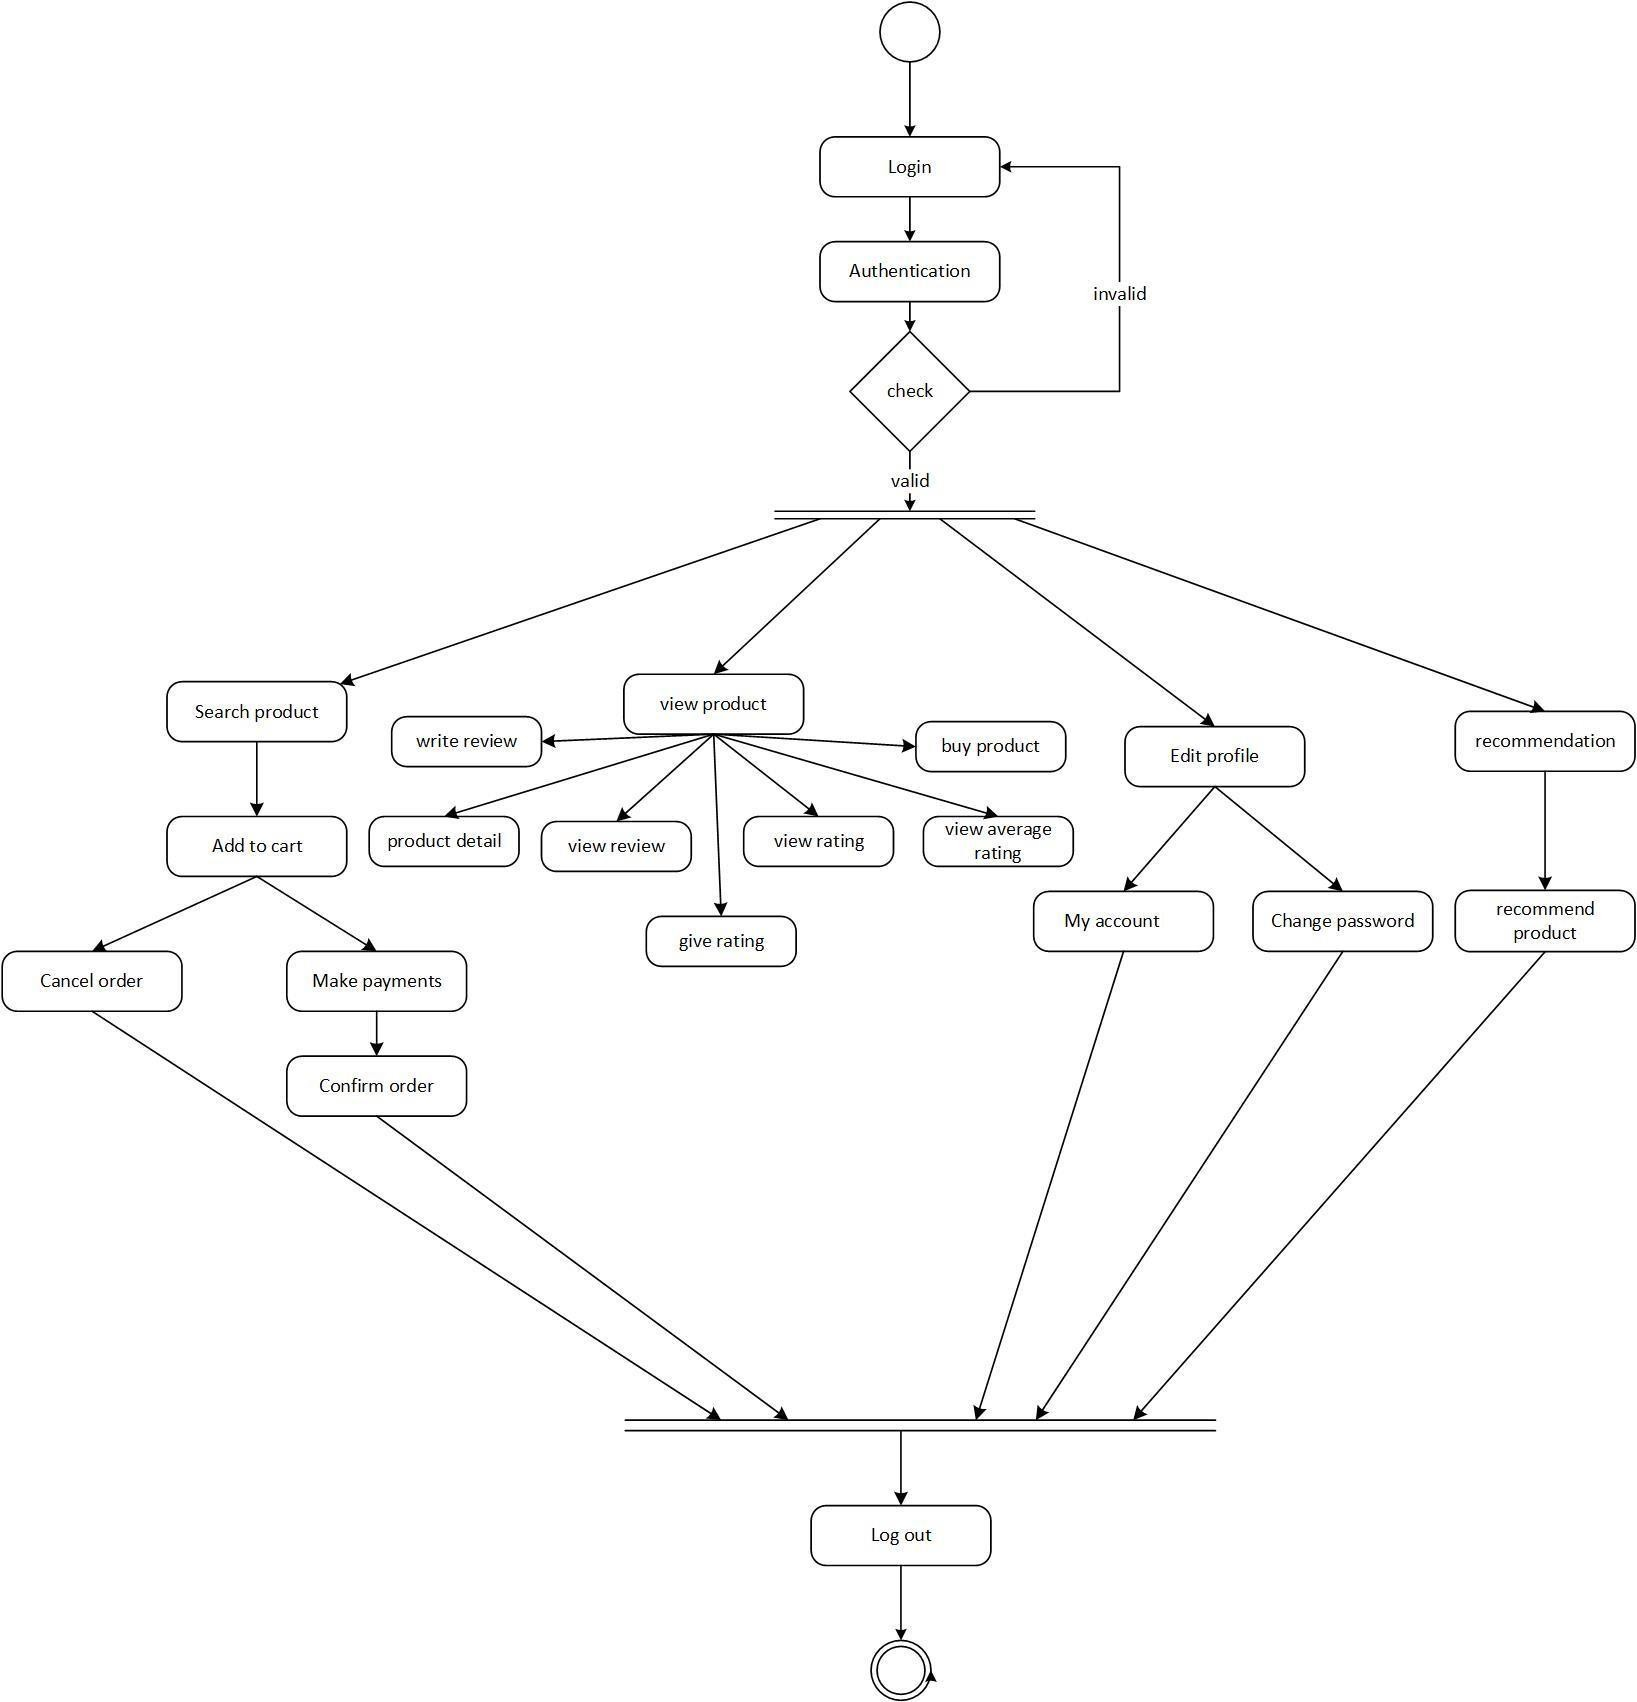 Login
Authentication
invalid
check
valid
Search product
view product
write review
buy product
Edit profile
recommendation
Add to cart
product detail
view review
view rating
view average
rating
give rating
My account
Change password
recommend
product
Cancel order
Make payments
Confirm order
Log out